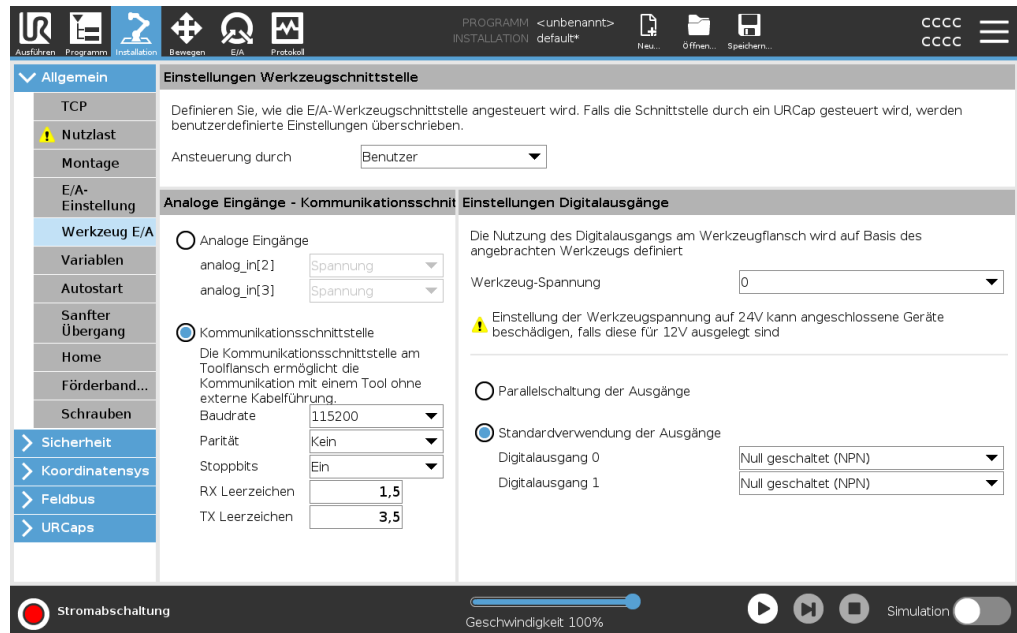 UR
Ausführen
Programm
Installation
Bewegen
E/A
Protokoll
PROGRAMM <unbenannt>
INSTALLATION default*
Neu...
Öffnen...
Speichern...
CCCC
CCCC
Allgemein
TCP
Nutzlast
Montage
E/A-
Einstellung
Werkzeug E/A
Variablen
Autostart
Sanfter
Übergang
Home
Förderband...
Schrauben
Sicherheit
Koordinatensys
Feldbus
URCaps
Einstellungen Werkzeugschnittstelle
Definieren Sie, wie die E/A-Werkzeugschnittstelle angesteuert wird. Falls die Schnittstelle durch ein URCap gesteuert wird, werden
benutzerdefinierte Einstellungen überschrieben.
Ansteuerung durch Benutzer
Analoge Eingänge - Kommunikationsschnit
Analoge Eingänge
analog_in[2] Spannung
analog_in[3] Spannung
Kommunikationsschnittstelle
Die Kommunikationsschnittstelle am
Toolflansch ermöglicht die
Kommunikation mit einem Tool ohne
externe Kabelführung.
Baudrate 115200
Parität Kein
Stoppbits Ein
RX Leerzeichen 1,5
TX Leerzeichen 3,5
Einstellungen Digitalausgänge
Die Nutzung des Digitalausgangs am Werkzeugflansch wird auf Basis des
angebrachten Werkzeugs definiert
Werkzeug-Spannung 0
Einstellung der Werkzeugspannung auf 24V kann angeschlossene Geräte
beschädigen, falls diese für 12V ausgelegt sind
Parallelschaltung der Ausgänge
Standardverwendung der Ausgänge
Digitalausgang 0 Null geschaltet (NPN)
Digitalausgang 1 Null geschaltet (NPN)
Stromabschaltung
Geschwindigkeit 100%
Simulation